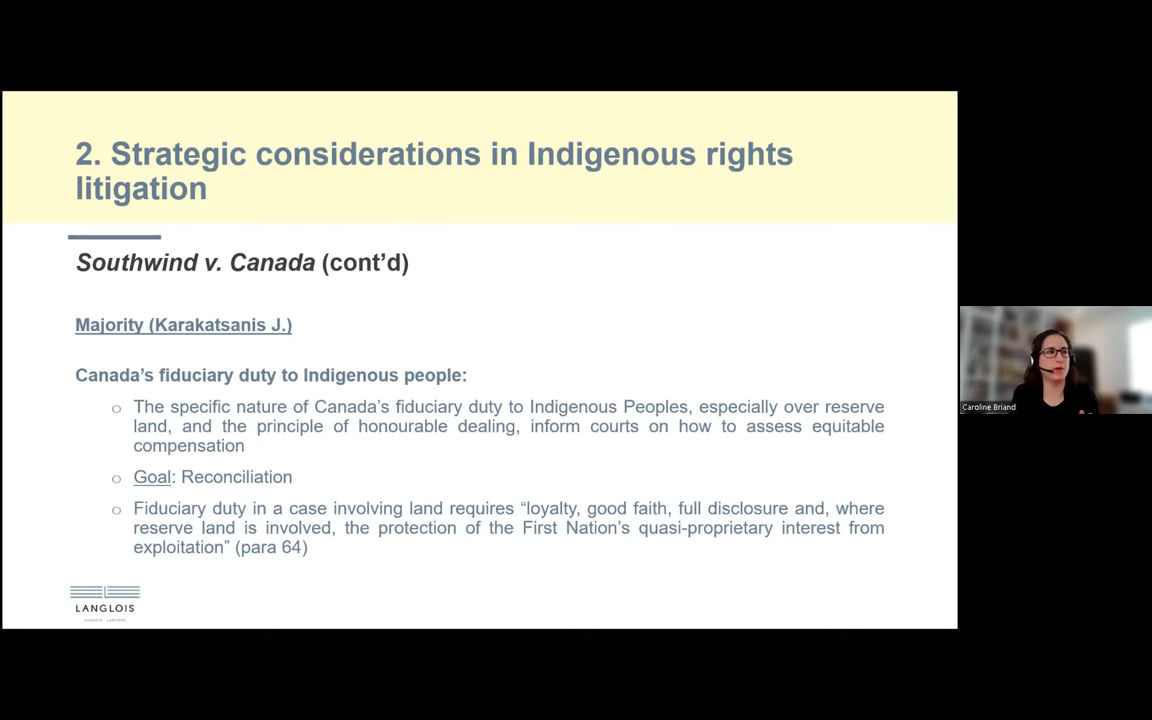 2. Strategic considerations in Indigenous rights
litigation
Southwind v. Canada (cont’d)
Majority (Karakatsanis J.)
Canada’s fiduciary duty to Indigenous people:
o The specific nature of Canada’s fiduciary duty to Indigenous Peoples, especially over reserve
land, and the principle of honourable dealing, inform courts on how to assess equitable
compensation
o Goal: Reconciliation
o Fiduciary duty in a case involving land requires “loyalty, good faith, full disclosure and, where
reserve land is involved, the protection of the First Nation’s quasi-proprietary interest from
exploitation” (para 64)
LANGLOIS
Caroline Briand